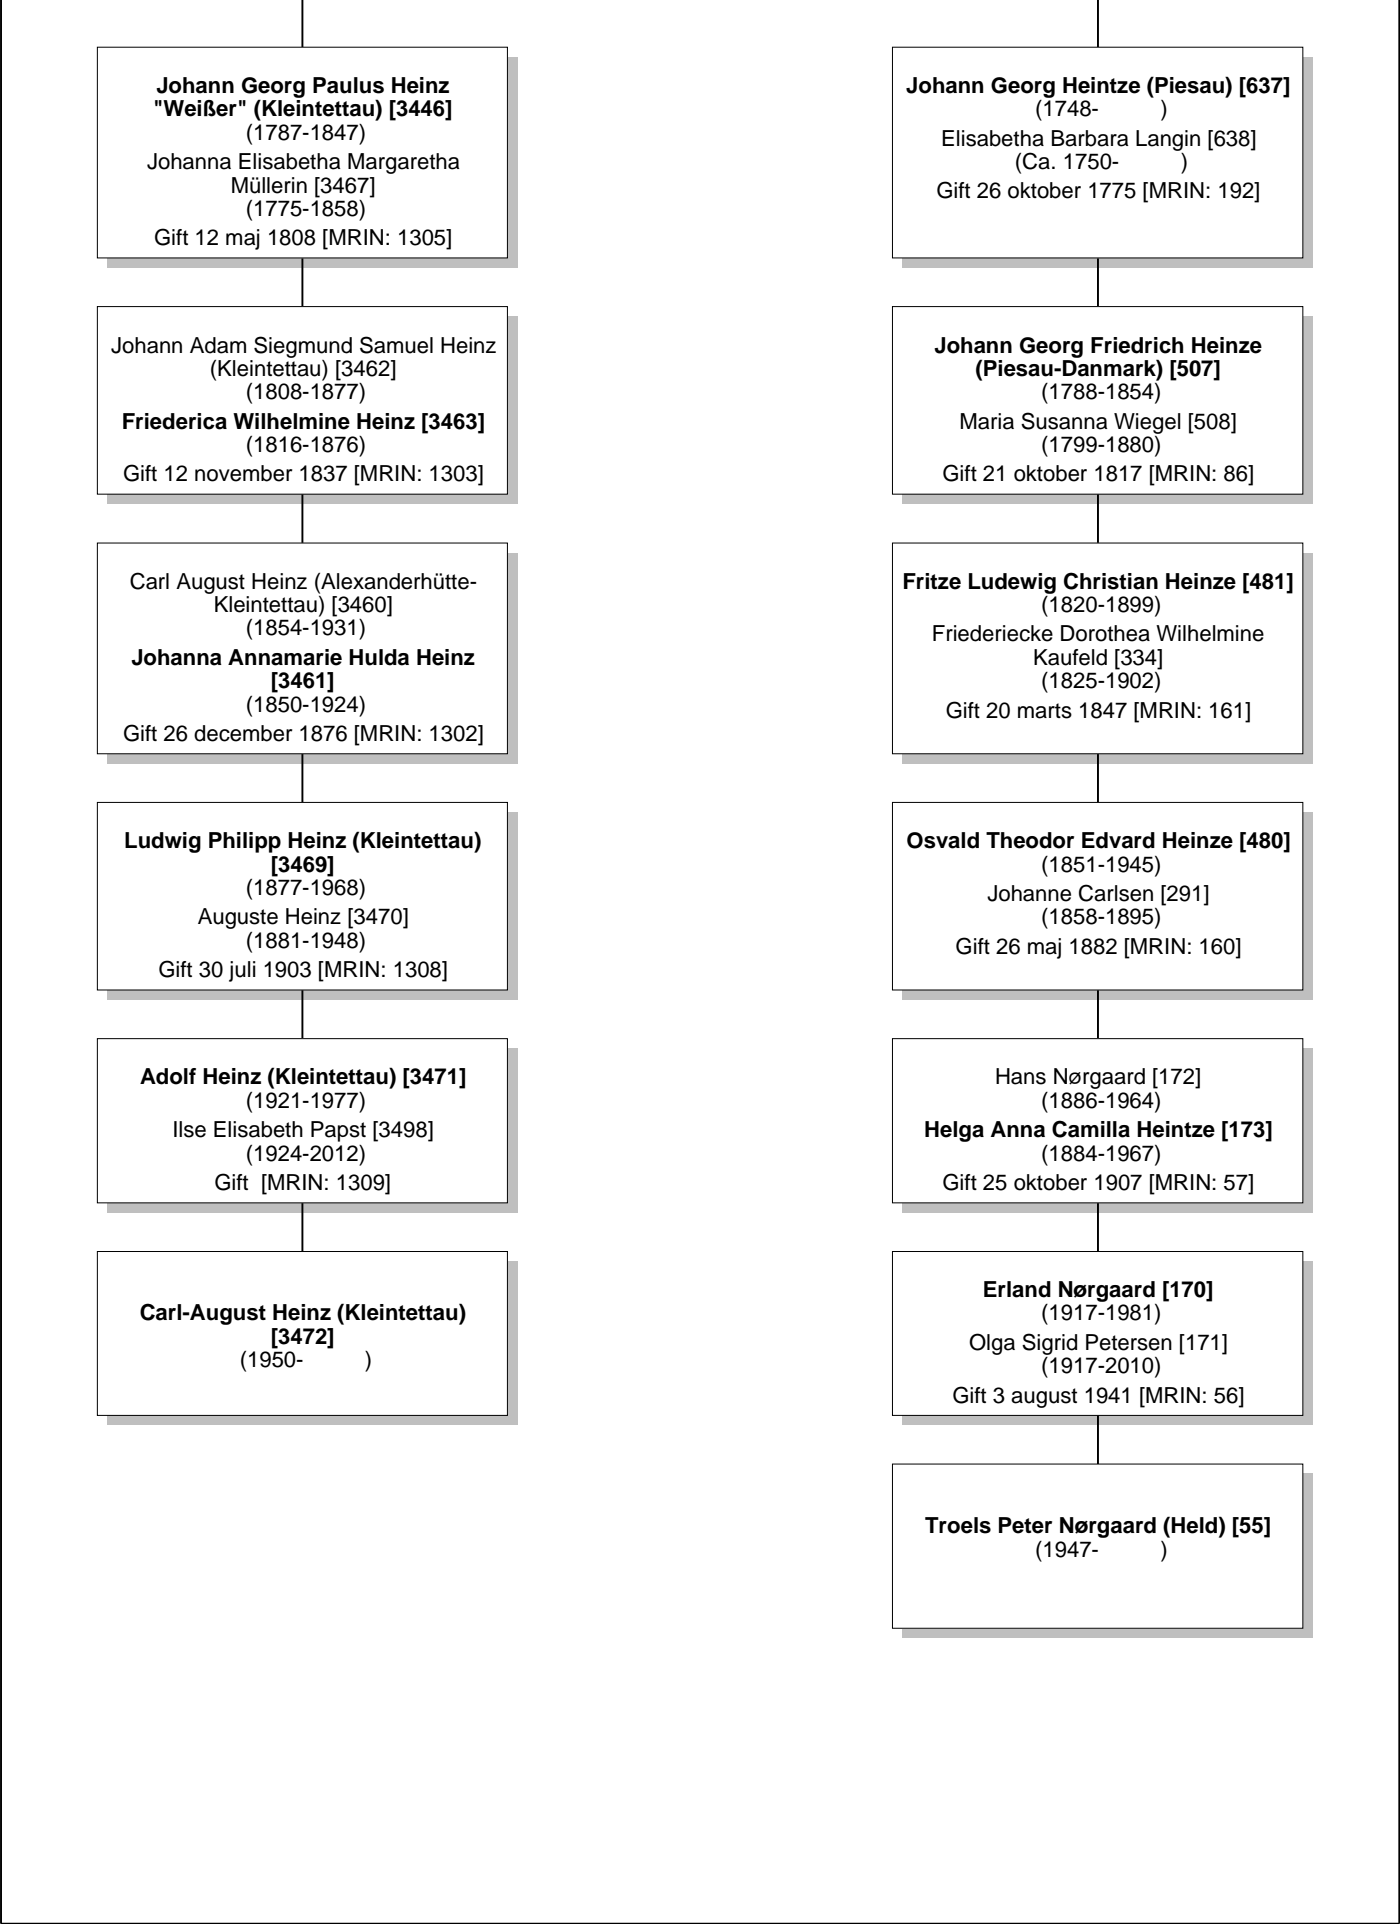 Johann Georg Paulus Heinz
"Weißer" (Kleintettau) [3446]
(1787-1847)
Johanna Elisabetha Margaretha
Müllerin [3467]
(1775-1858)
Gift 12 maj 1808 [MRIN: 1305]
Johann Adam Siegmund Samuel Heinz
(Kleintettau) [3462]
(1808-1877)
Friederica Wilhelmine Heinz [3463]
(1816-1876)
Gift 12 november 1837 [MRIN: 1303]
Carl August Heinz (Alexanderhütte-
Kleintettau) [3460]
(1854-1931)
Johanna Annamarie Hulda Heinz
[3461]
(1850-1924)
Gift 26 december 1876 [MRIN: 1302]
Ludwig Philipp Heinz (Kleintettau)
[3469]
(1877-1968)
Auguste Heinz [3470]
(1881-1948)
Gift 30 juli 1903 [MRIN: 1308]
Adolf Heinz (Kleintettau) [3471]
(1921-1977)
Ilse Elisabeth Papst [3498]
(1924-2012)
Gift  [MRIN: 1309]
Carl-August Heinz (Kleintettau)
[3472]
(1950-          )
Johann Georg Heintze (Piesau) [637]
(1748-          )
Elisabetha Barbara Langin [638]
(Ca. 1750-          )
Gift 26 oktober 1775 [MRIN: 192]
Johann Georg Friedrich Heinze
(Piesau-Danmark) [507]
(1788-1854)
Maria Susanna Wiegel [508]
(1799-1880)
Gift 21 oktober 1817 [MRIN: 86]
Fritze Ludewig Christian Heinze [481]
(1820-1899)
Friederiecke Dorothea Wilhelmine
Kaufeld [334]
(1825-1902)
Gift 20 marts 1847 [MRIN: 161]
Osvald Theodor Edvard Heinze [480]
(1851-1945)
Johanne Carlsen [291]
(1858-1895)
Gift 26 maj 1882 [MRIN: 160]
Hans Nørgaard [172]
(1886-1964)
Helga Anna Camilla Heintze [173]
(1884-1967)
Gift 25 oktober 1907 [MRIN: 57]
Erland Nørgaard [170]
(1917-1981)
Olga Sigrid Petersen [171]
(1917-2010)
Gift 3 august 1941 [MRIN: 56]
Troels Peter Nørgaard (Held) [55]
(1947-          )